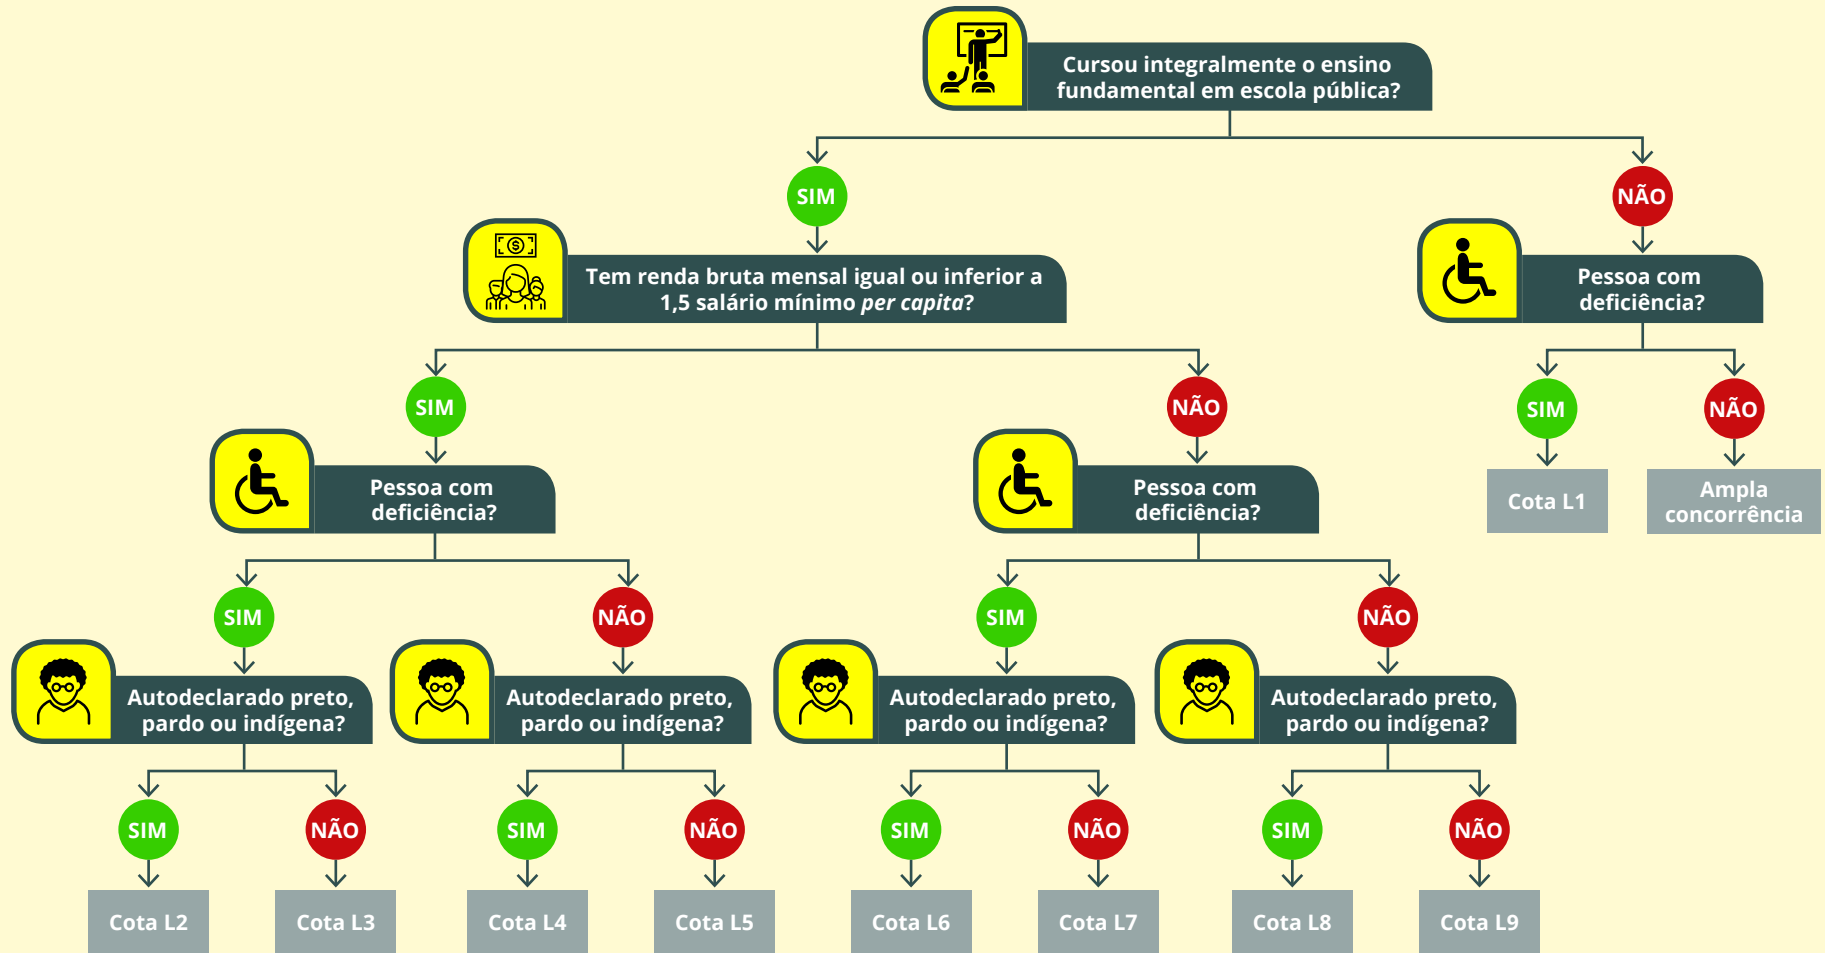 Cursou integralmente o ensino
fundamental em escola pública?
SIM
NÃO
Tem renda bruta mensal igual ou inferior a
1,5 salário mínimo per capita?
Pessoa com
deficiência?
SIM
NÃO
SIM
NÃO
Pessoa com
deficiência?
Pessoa com
deficiência?
Cota L1
Ampla
concorrência
SIM
NÃO
SIM
NÃO
Autodeclarado preto,
pardo ou indígena?
Autodeclarado preto,
pardo ou indígena?
Autodeclarado preto,
pardo ou indígena?
Autodeclarado preto,
pardo ou indígena?
SIM
NÃO
SIM
NÃO
SIM
NÃO
SIM
NÃO
Cota L2
Cota L3
Cota L4
Cota L5
Cota L6
Cota L7
Cota L8
Cota L9